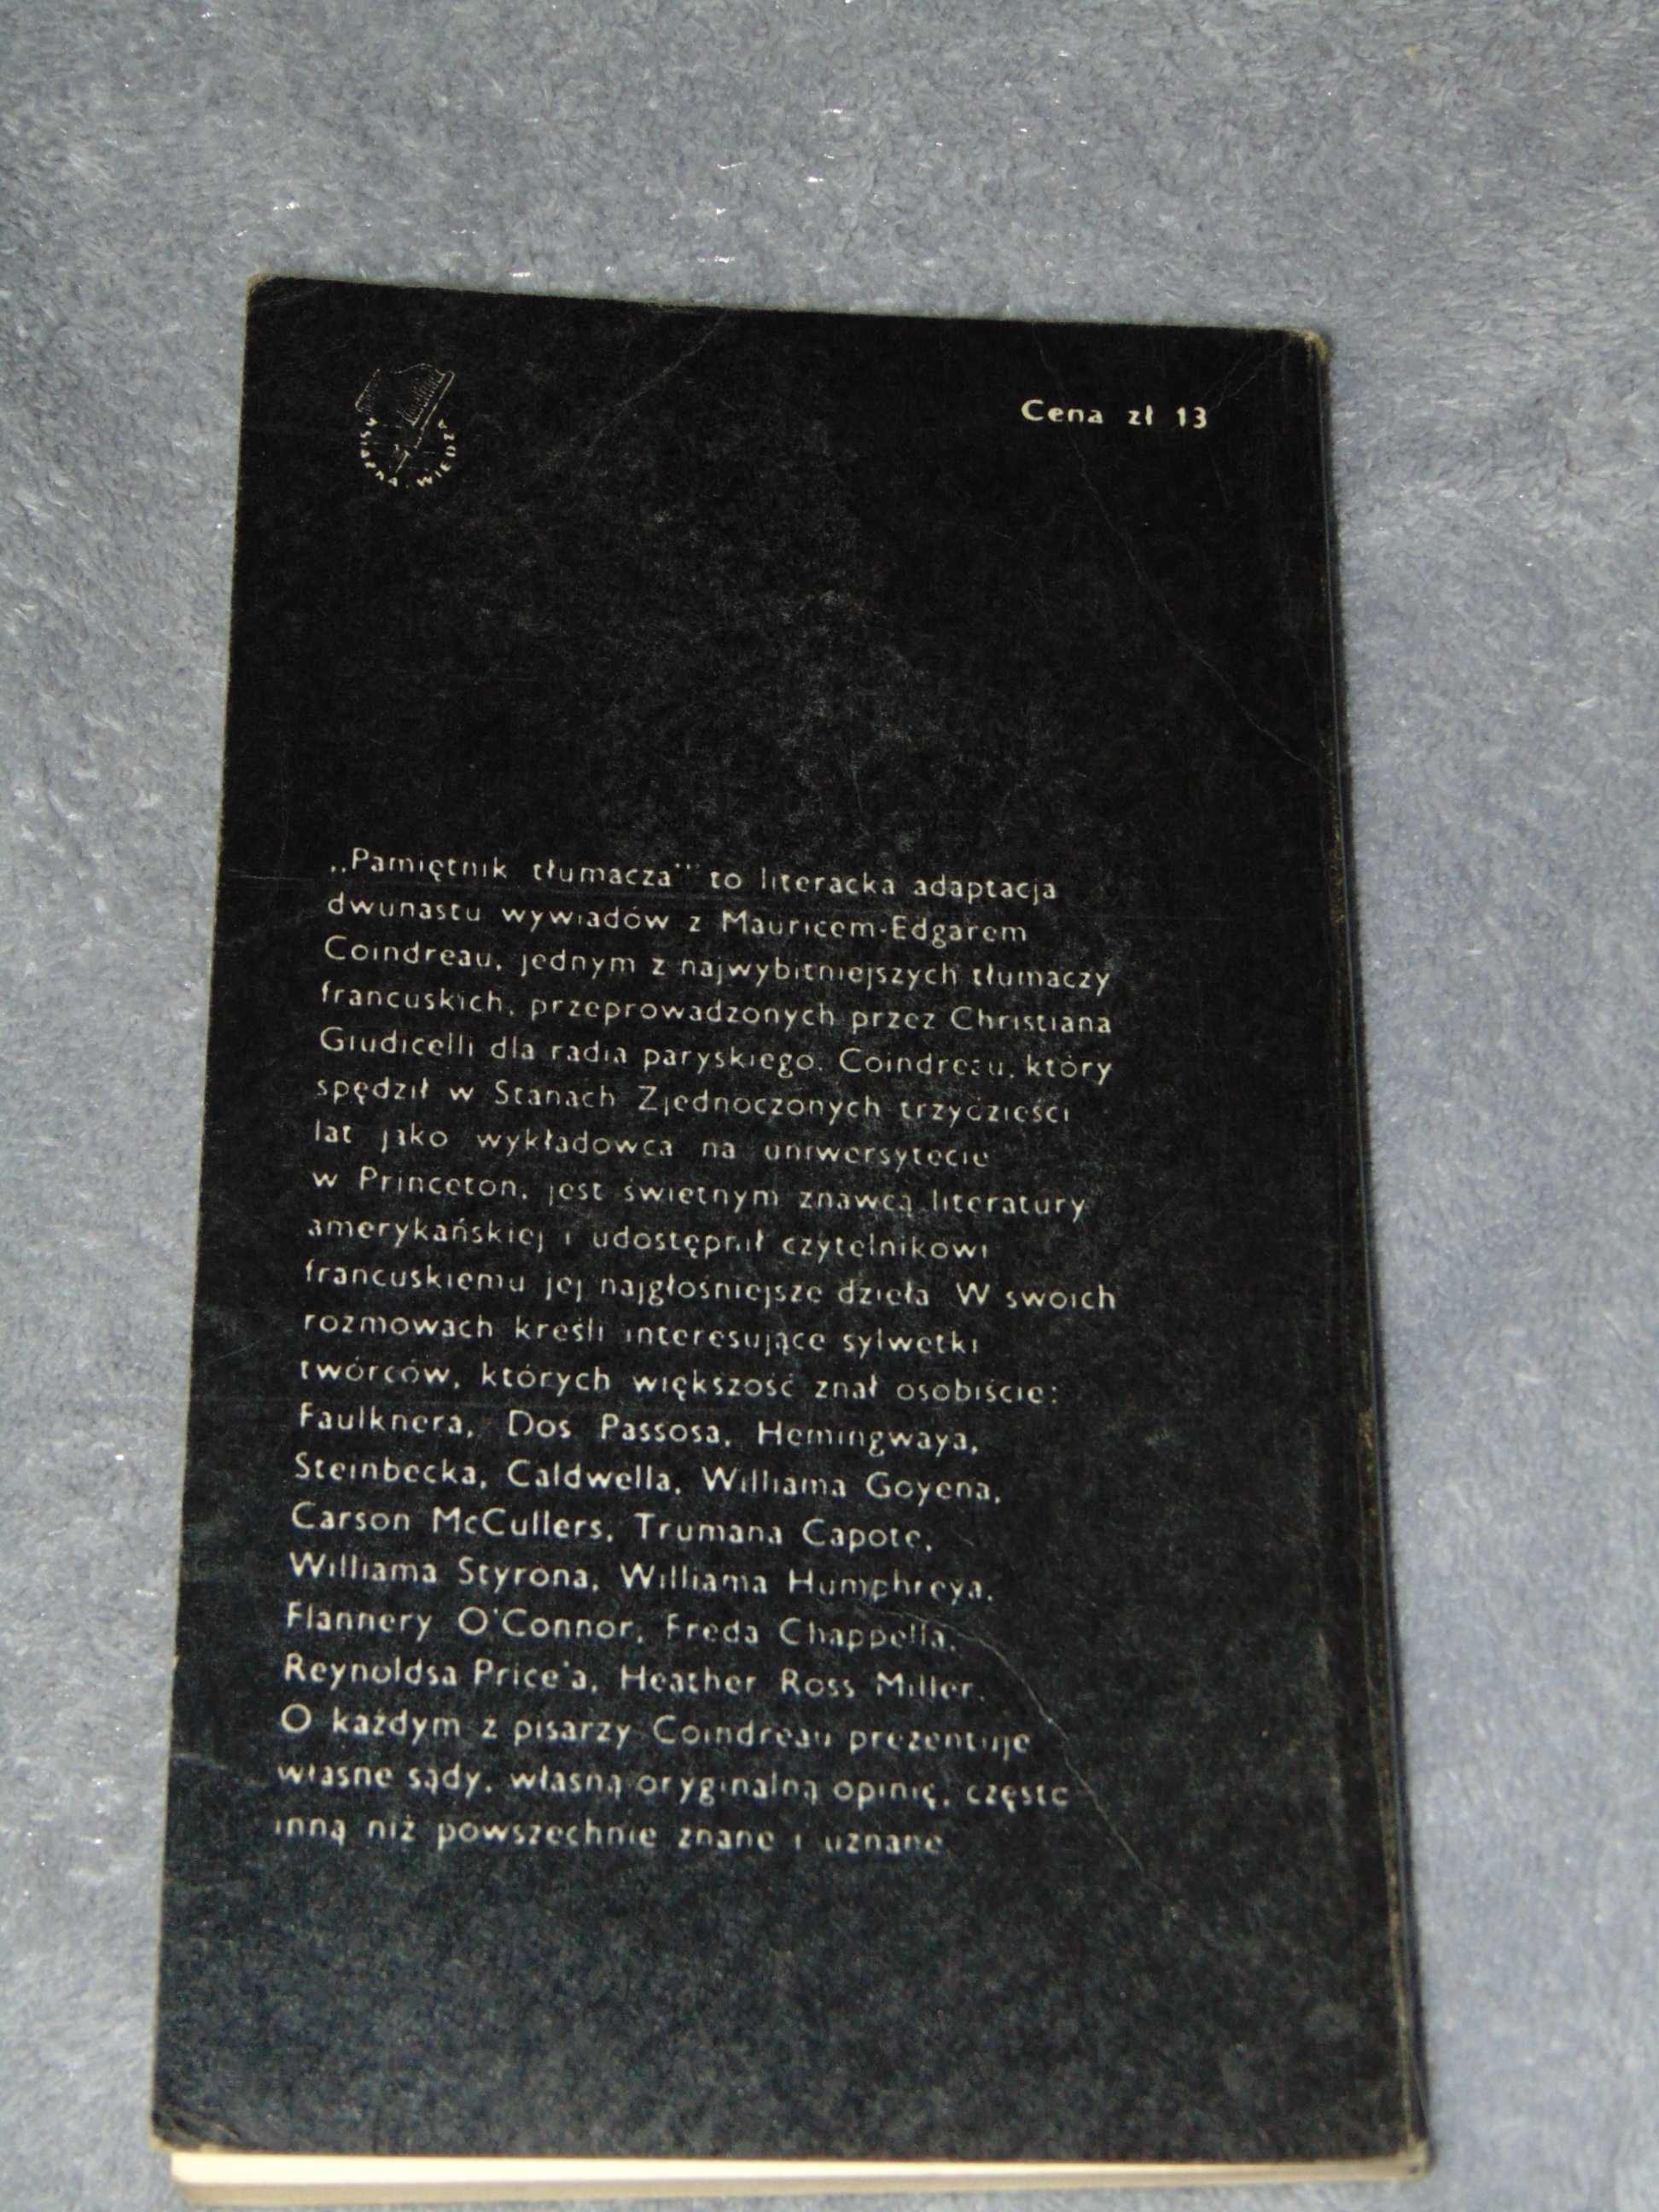 KSIĄŻKA · WIEDZA
Cena zł 13
„Pamiętnik tłumacza” to literacka adaptacja
dwunastu wywiadów z Mauricem-Edgarem
Coindreau, jednym z najwybitniejszych tłumaczy
francuskich, przeprowadzonych przez Christiana
Giudicelli dla radia paryskiego. Coindreau, który
spędził w Stanach Zjednoczonych trzydzieści
lat jako wykładowca na uniwersytecie
w Princeton, jest świetnym znawcą literatury
amerykańskiej i udostępnił czytelnikowi
francuskiemu jej najgłośniejsze dzieła W swoich
rozmowach kreśli interesujące sylwetki
twórców, których większość znał osobiście:
Faulknera, Dos Passosa, Hemingwaya,
Steinbecka, Caldwella, Williama Goyena,
Carson McCullers, Trumana Capote,
Williama Styrona, Williama Humphreya,
Flannery O'Connor, Freda Chappella,
Reynoldsa Price'a, Heather Ross Miller.
O każdym z pisarzy Coindreau prezentuje
własne sądy, własną oryginalną opinię, często
inną niż powszechnie znane i uznane